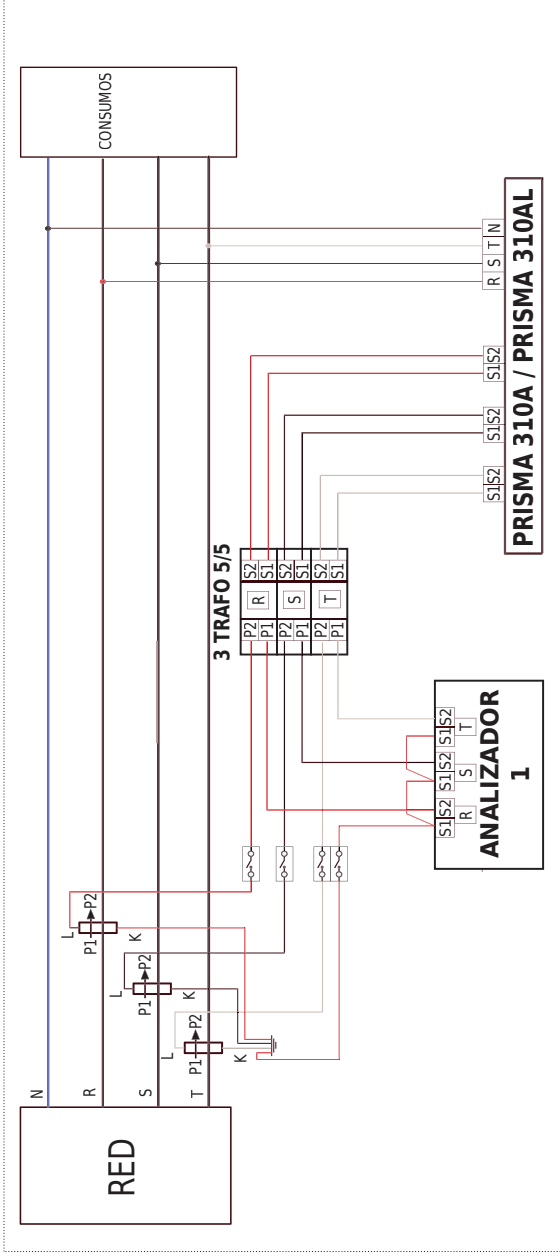 CONSUMOS
N
T
S
R
S2
S1
S2
S1
S2
S1
PRISMA 310A / PRISMA 310AL
3 TRAFO 5/5
S2
S1
S2
S1
S2
S1
R
S
T
P2
P1
P2
P1
P2
P1
S2
S1
T
S2
S1
S
S2
S1
R
ANALIZADOR
1
L
P1
P2
K
L
P1
P2
K
L
P1
P2
K
N
R
S
T
RED